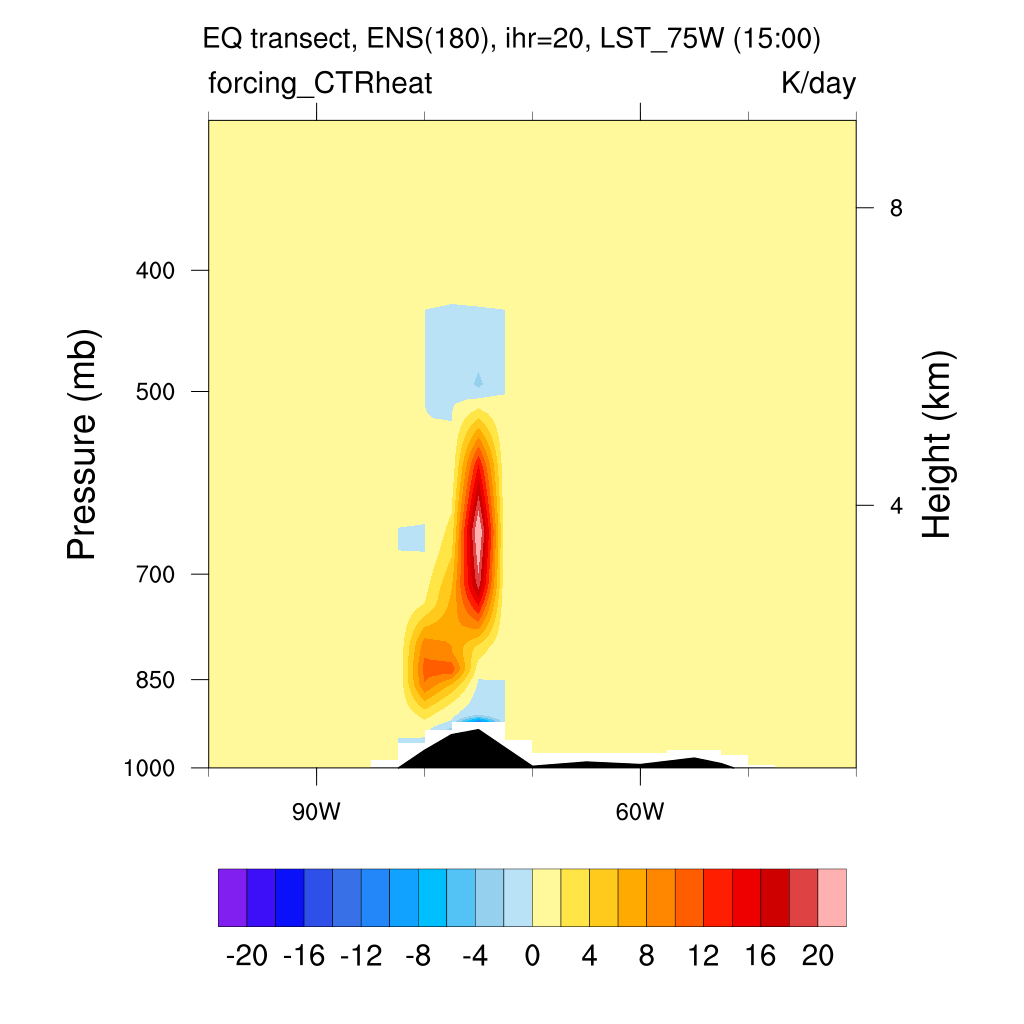 EQ transect, ENS(180), ihr=20, LST_75W (15:00)
forcing_CTRheat K/day
8
400
500
4
700
850
1000
Pressure (mb)
Height (km)
90W 60W
-20 -16 -12 -8 -4 0 4 8 12 16 20